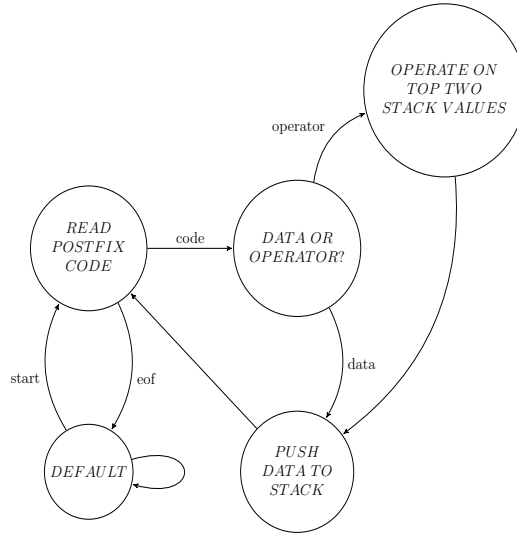 OPERATE ON
TOP TWO
STACK VALUES
operator
READ
POSTFIX
CODE
code
DATA OR
OPERATOR?
start
eof
data
DEFAULT
PUSH
DATA TO
STACK